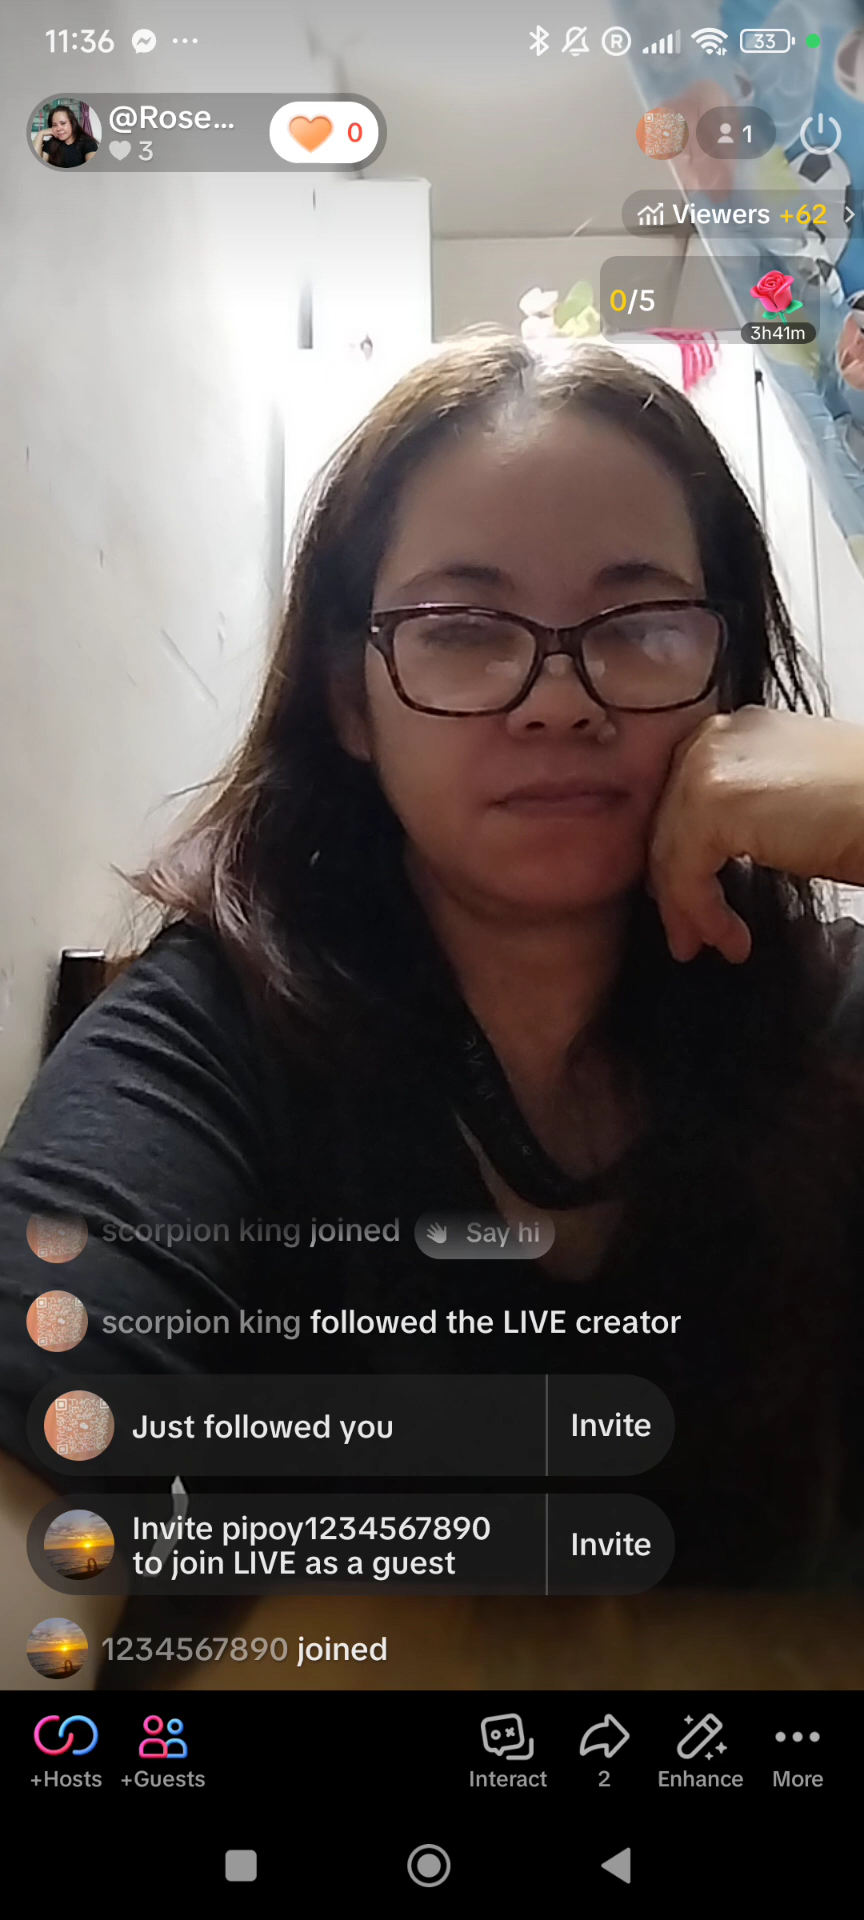 11:36
R
33
@Rose...
0
3
1
Viewers +62
0/5
3h41m
scorpion king joined
Say hi
scorpion king followed the LIVE creator
Just followed you
Invite
Invite pipoy1234567890
to join LIVE as a guest
Invite
1234567890 joined
+Hosts
+Guests
Interact
2
Enhance
More